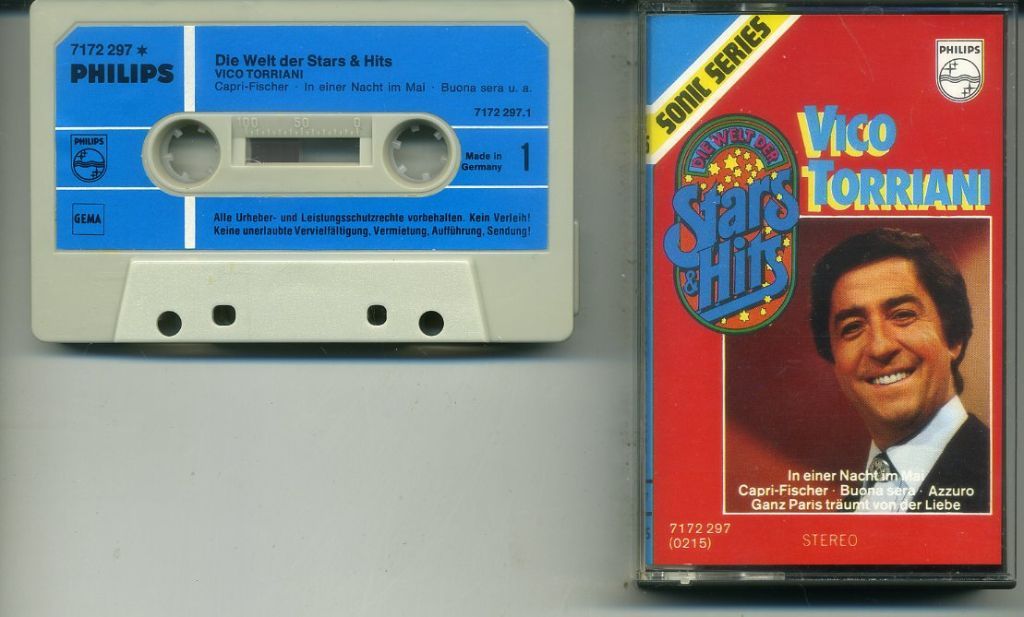 7172 297 *
PHILIPS
Die Welt der Stars & Hits
VICO TORRIANI
Capri-Fischer · In einer Nacht im Mai · Buona sera u. a.
7172 297.1
100 50 0
PHILIPS
Made in
Germany
1
GEMA
Alle Urheber- und Leistungsschutzrechte vorbehalten. Kein Verleih!
Keine unerlaubte Vervielfältigung, Vermietung, Aufführung, Sendung!
SONIC SERIES
PHILIPS
DIE WELT DER
Stars
& Hits
VICO
TORRIANI
In einer Nacht im Mai
Capri-Fischer · Buona sera · Azzuro
Ganz Paris träumt von der Liebe
7172 297
(0215)
STEREO